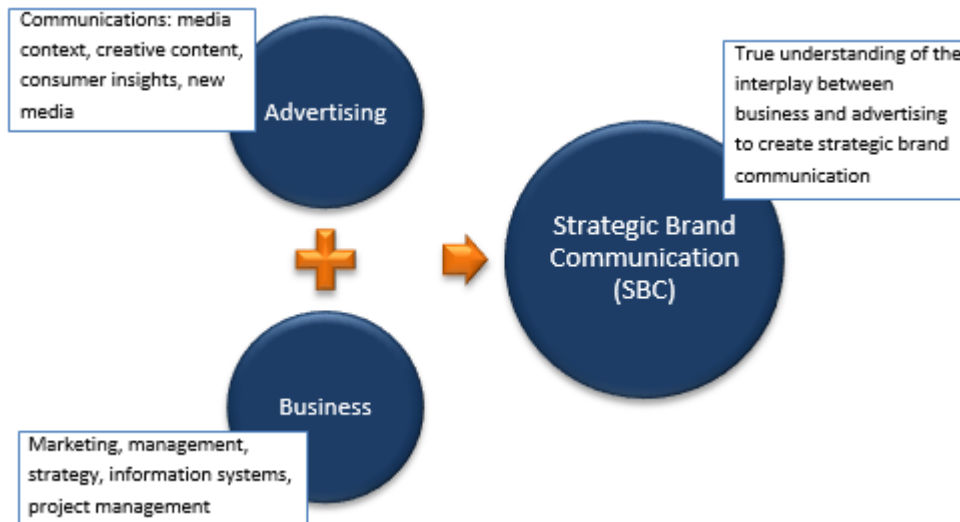 Communications: media
context, creative content,
consumer insights, new
media
Advertising
True understanding of the
interplay between
business and advertising
to create strategic brand
communication
Strategic Brand
Communication
(SBC)
Business
Marketing, management,
strategy, information systems,
project management